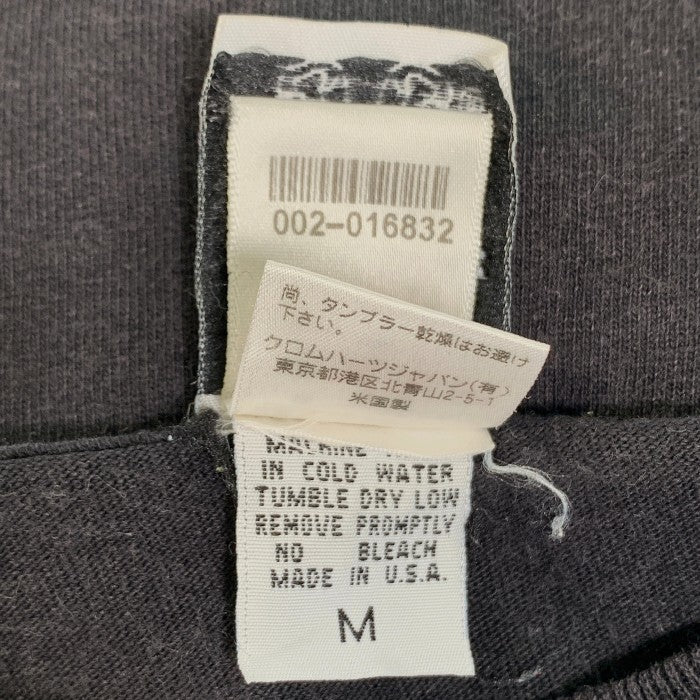 002-016832
尚、タンブラー乾燥はお避け
下さい。
クロムハーツジャパン(有)
東京都港区北青山2-5-1
米国製
MACHINE
IN COLD WATER
TUMBLE DRY LOW
REMOVE PROMPTLY
NO BLEACH
MADE IN U.S.A.
M